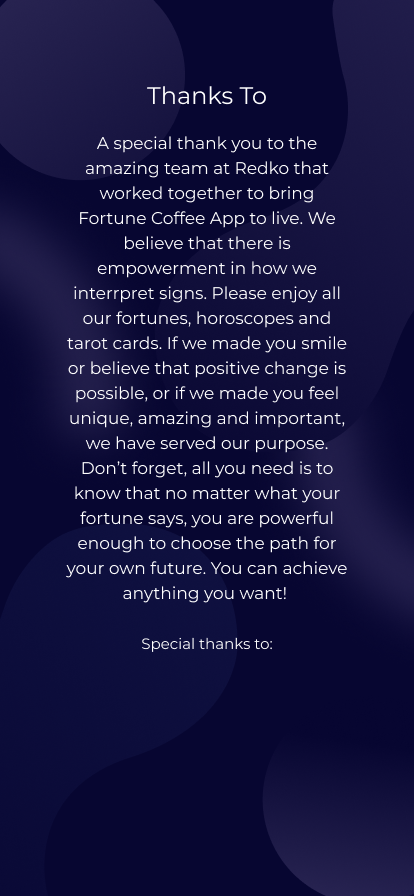 Thanks To
A special thank you to the
amazing team at Redko that
worked together to bring
Fortune Coffee App to live. We
believe that there is
empowerment in how we
interrpret signs. Please enjoy all
our fortunes, horoscopes and
tarot cards. If we made you smile
or believe that positive change is
possible, or if we made you feel
unique, amazing and important,
we have served our purpose.
Don't forget, all you need is to
know that no matter what your
fortune says, you are powerful
enough to choose the path for
your own future. You can achieve
anything you want!
Special thanks to: